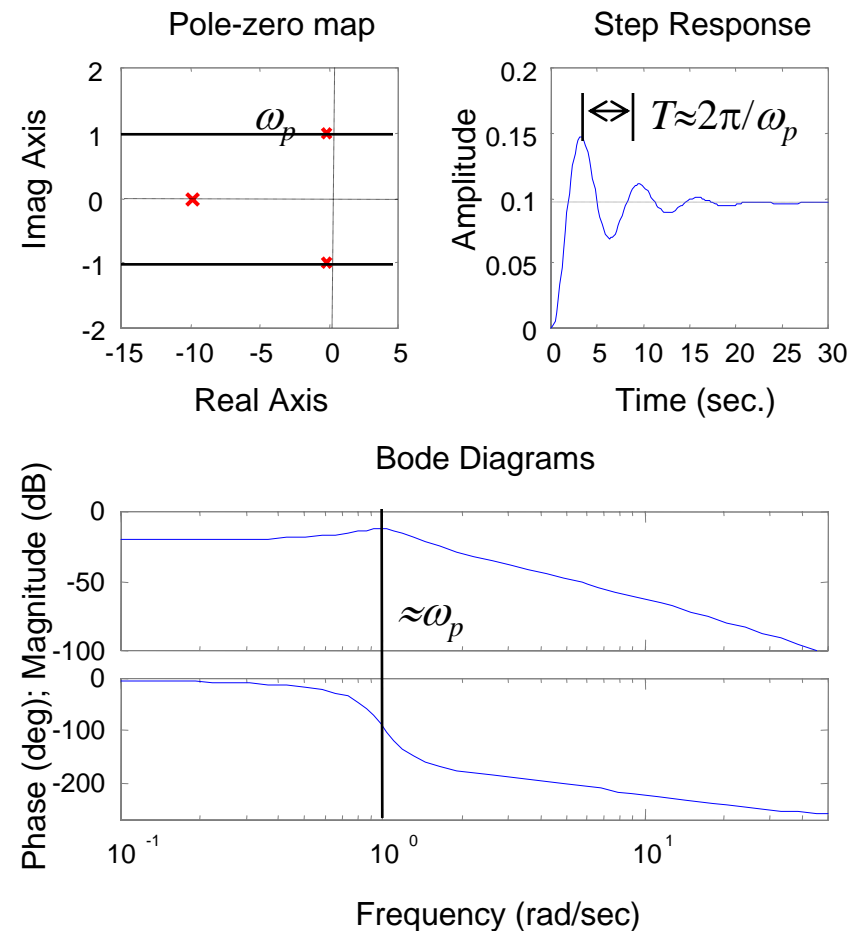 Pole-zero map
2
1
0
-1
-2
-15 -10 -5 0 5
Imag Axis
Real Axis
ωp
Step Response
0.2
0.15
0.1
0.05
0
0 5 10 15 20 25 30
Amplitude
Time (sec.)
T≈2π/ωp
Bode Diagrams
Phase (deg); Magnitude (dB)
0
-50
-100
≈ωp
0
-100
-200
10 -1 10 0 10 1
Frequency (rad/sec)